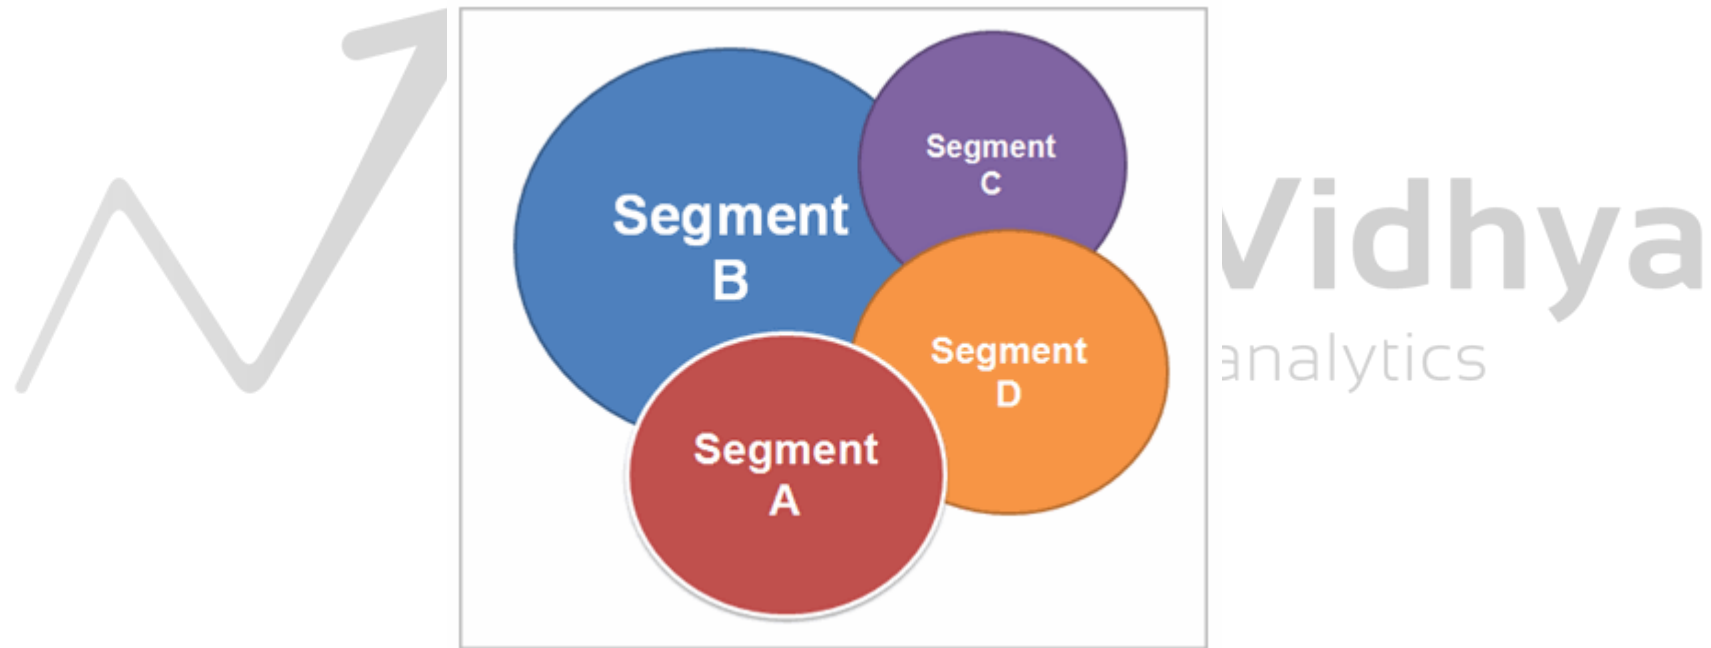 Segment
B
Segment
C
Segment
D
Segment
A
Vidhya
analytics